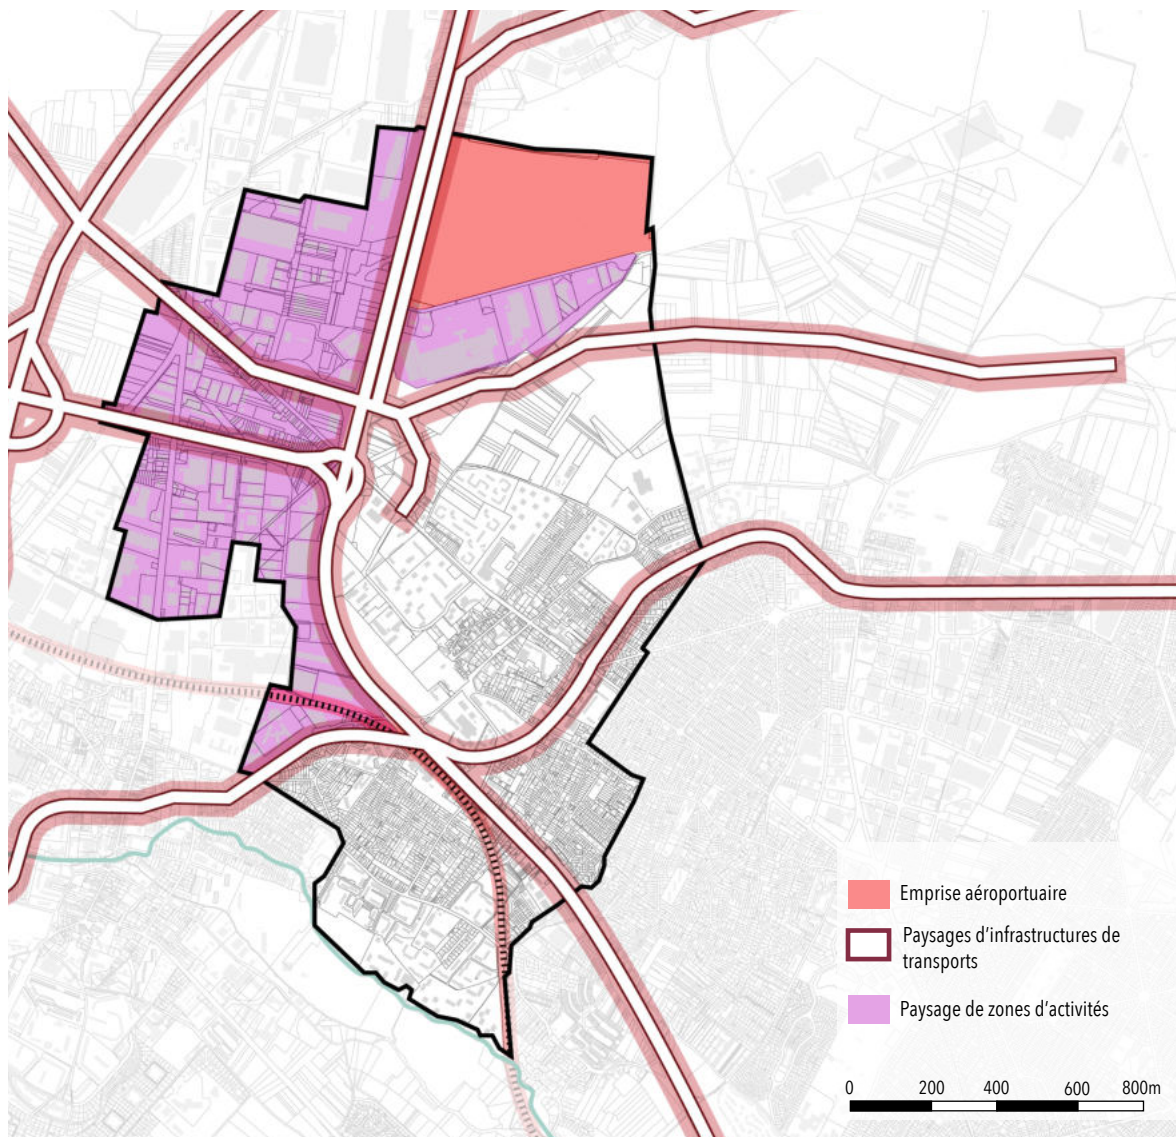 Emprise aéroportuaire
Paysages d'infrastructures de
transports
Paysage de zones d'activités
0 200 400 600 800m